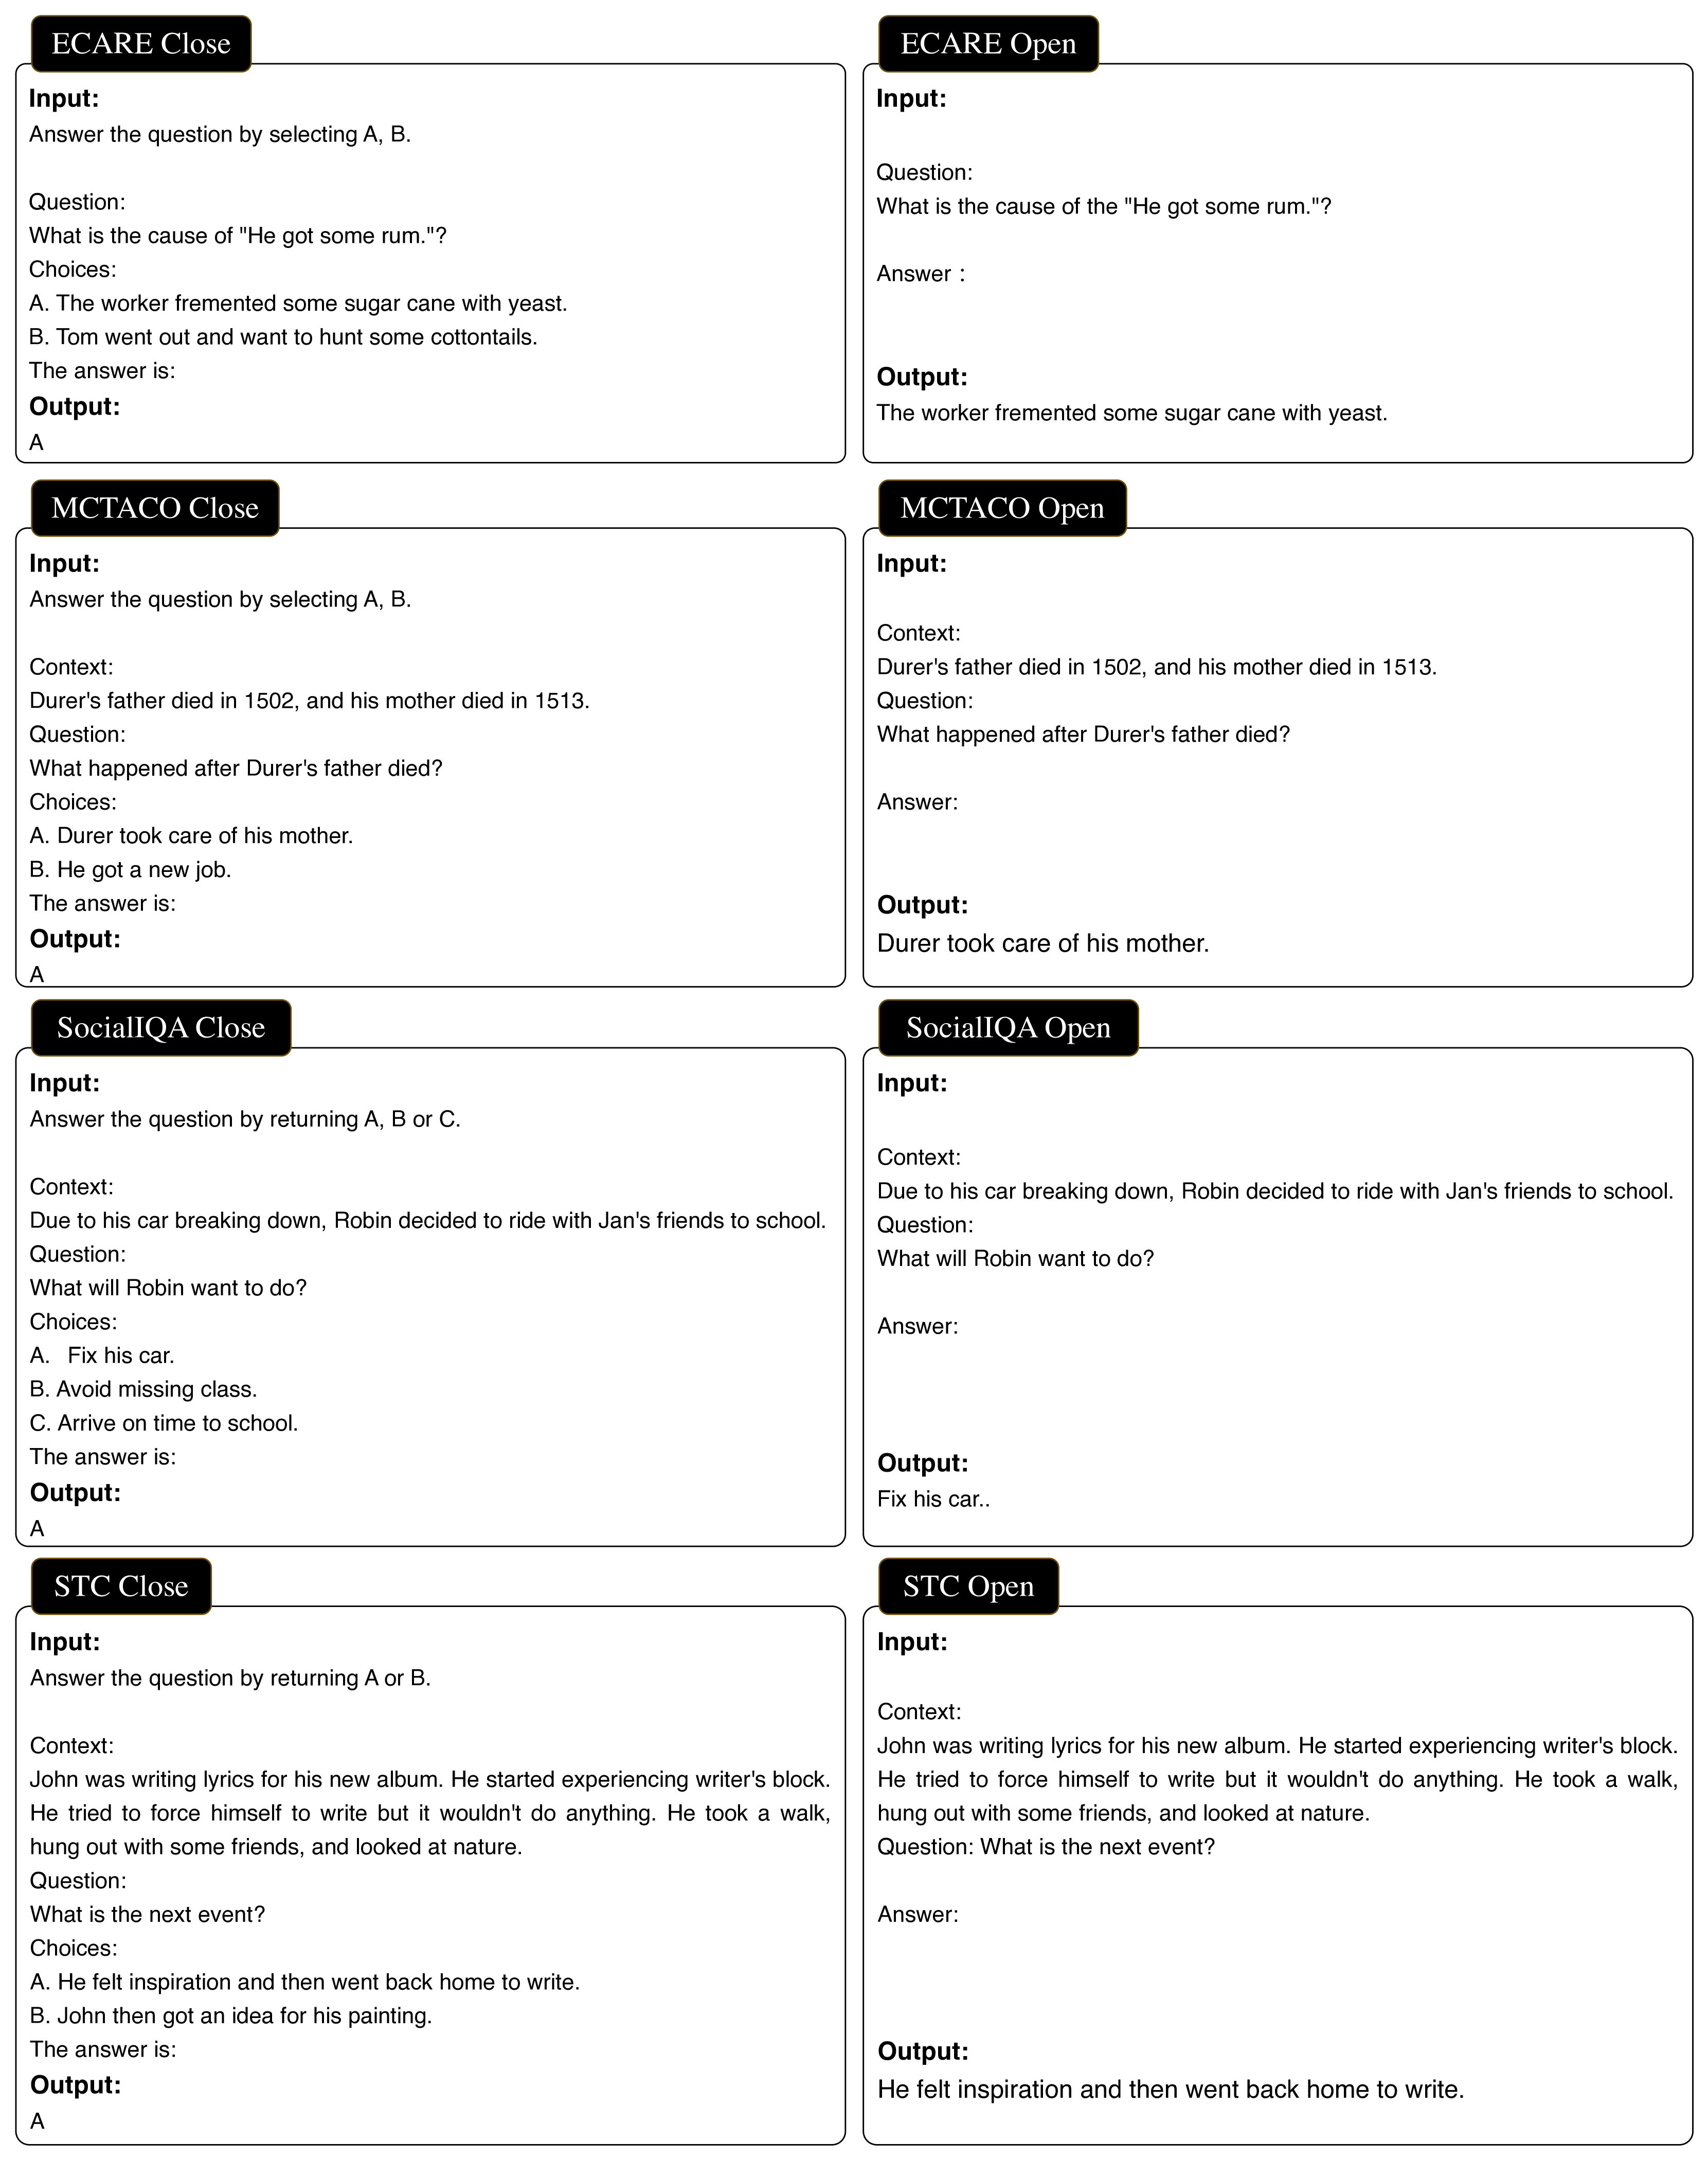 ECARE Close
Input:
Answer the question by selecting A, B.
Question:
What is the cause of "He got some rum."?
Choices:
A. The worker fremented some sugar cane with yeast.
B. Tom went out and want to hunt some cottontails.
The answer is:
Output:
A
ECARE Open
Input:
Question:
What is the cause of the "He got some rum."?
Answer :
Output:
The worker fremented some sugar cane with yeast.
MCTACO Close
Input:
Answer the question by selecting A, B.
Context:
Durer's father died in 1502, and his mother died in 1513.
Question:
What happened after Durer's father died?
Choices:
A. Durer took care of his mother.
B. He got a new job.
The answer is:
Output:
A
MCTACO Open
Input:
Context:
Durer's father died in 1502, and his mother died in 1513.
Question:
What happened after Durer's father died?
Answer:
Output:
Durer took care of his mother.
SocialIQA Close
Input:
Answer the question by returning A, B or C.
Context:
Due to his car breaking down, Robin decided to ride with Jan's friends to school.
Question:
What will Robin want to do?
Choices:
A. Fix his car.
B. Avoid missing class.
C. Arrive on time to school.
The answer is:
Output:
A
SocialIQA Open
Input:
Context:
Due to his car breaking down, Robin decided to ride with Jan's friends to school.
Question:
What will Robin want to do?
Answer:
Output:
Fix his car..
STC Close
Input:
Answer the question by returning A or B.
Context:
John was writing lyrics for his new album. He started experiencing writer's block.
He tried to force himself to write but it wouldn't do anything. He took a walk,
hung out with some friends, and looked at nature.
Question:
What is the next event?
Choices:
A. He felt inspiration and then went back home to write.
B. John then got an idea for his painting.
The answer is:
Output:
A
STC Open
Input:
Context:
John was writing lyrics for his new album. He started experiencing writer's block.
He tried to force himself to write but it wouldn't do anything. He took a walk,
hung out with some friends, and looked at nature.
Question: What is the next event?
Answer:
Output:
He felt inspiration and then went back home to write.